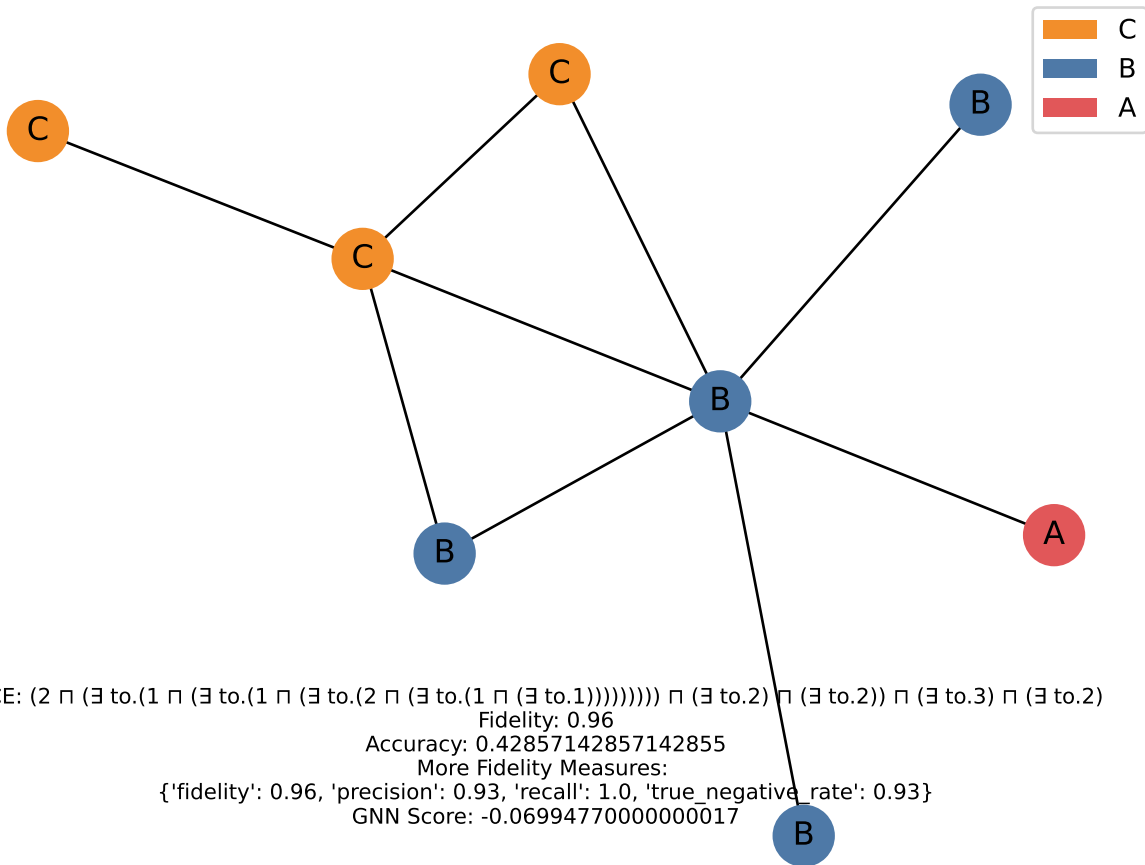 C
C
B
C
B
A
C
B
B
A
B
CE: (2 ⊓ (∃ to.(1 ⊓ (∃ to.(1 ⊓ (∃ to.(2 ⊓ (∃ to.(1 ⊓ (∃ to.1))))))))) ⊓ (∃ to.2) ⊓ (∃ to.2)) ⊓ (∃ to.3) ⊓ (∃ to.2)
Fidelity: 0.96
Accuracy: 0.42857142857142855
More Fidelity Measures:
{'fidelity': 0.96, 'precision': 0.93, 'recall': 1.0, 'true_negative_rate': 0.93}
GNN Score: -0.06994770000000017
B